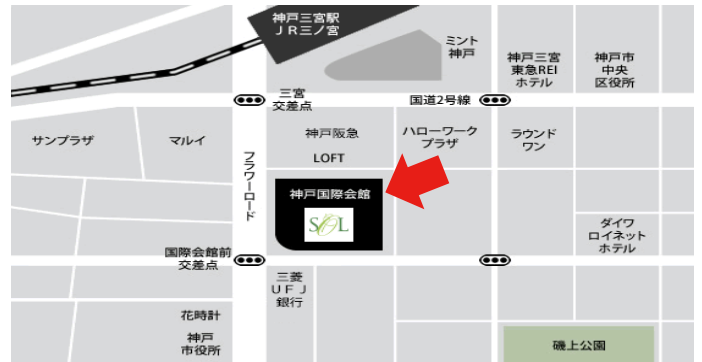 神戸三宮駅
ＪＲ三ノ宮
ミント
神戸
神戸三宮
東急REI
ホテル
神戸市
中央
区役所
三宮
交差点
国道2号線
サンプラザ
マルイ
フラワーロード
神戸阪急
LOFT
ハローワーク
プラザ
ラウンド
ワン
神戸国際会館
SOL
ダイワ
ロイネット
ホテル
国際会館前
交差点
三菱
ＵＦＪ
銀行
花時計
神戸
市役所
磯上公園